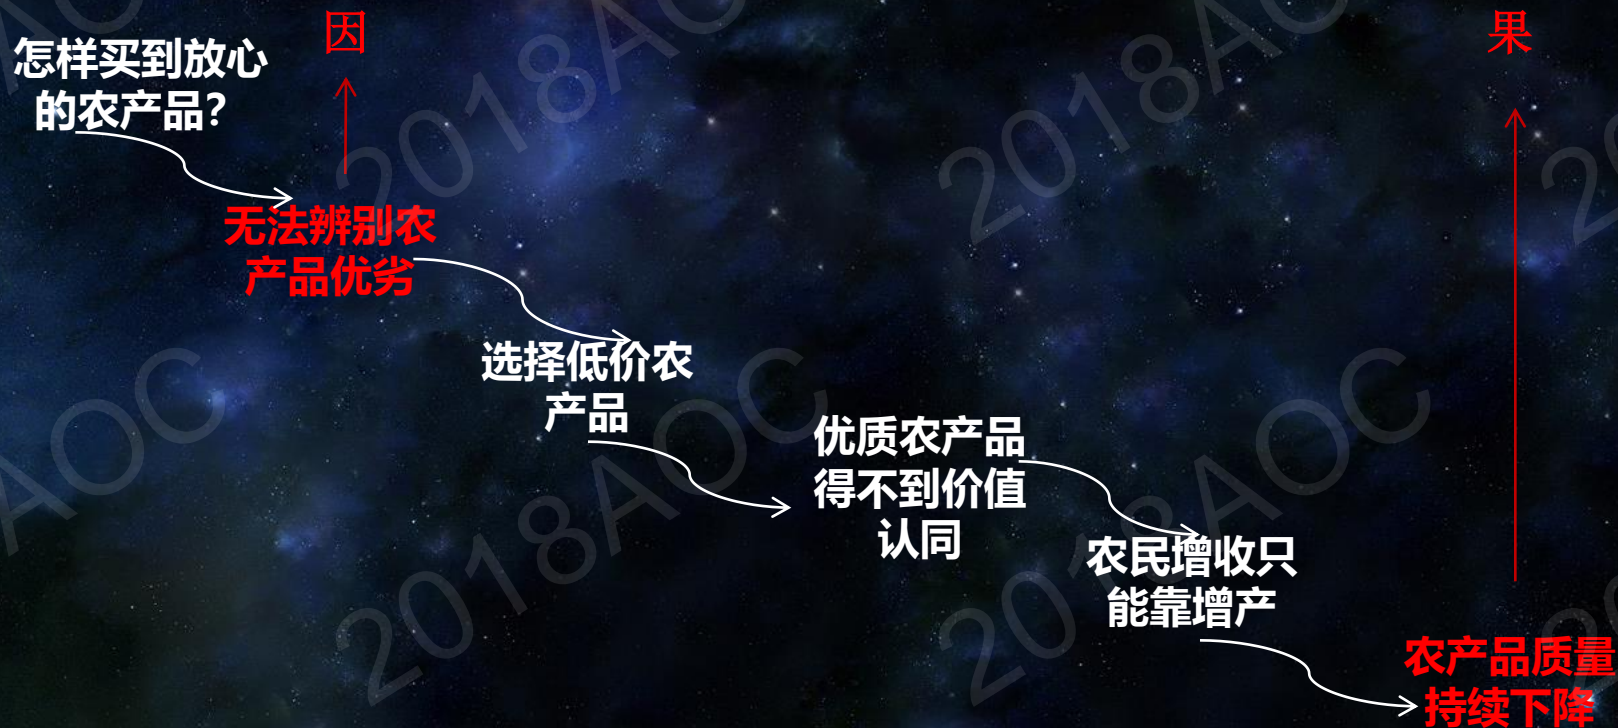 因
果
怎样买到放心
的农产品?
无法辨别农
产品优劣
选择低价农
产品
优质农产品
得不到价值
认同
农民增收只
能靠增产
农产品质量
持续下降
2018AOC
2018AOC
2018AOC
2018AOC